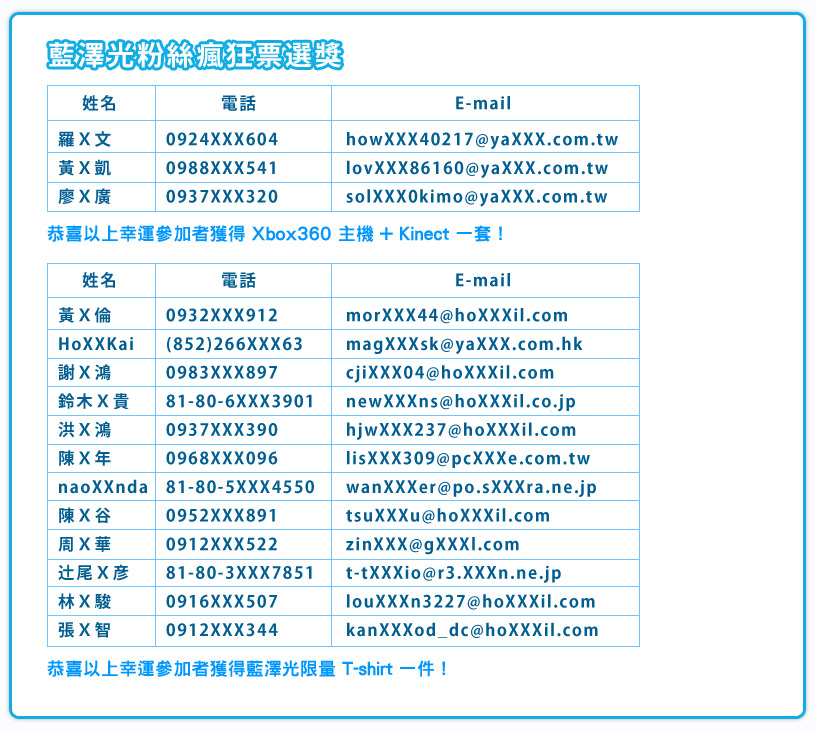 藍澤光粉絲瘋狂票選獎
姓名 電話 E-mail
羅X文 0924XXX604 howXXX40217@yaXXX.com.tw
黃X凱 0988XXX541 lovXXX86160@yaXXX.com.tw
廖X廣 0937XXX320 solXXX0kimo@yaXXX.com.tw
恭喜以上幸運參加者獲得 Xbox360 主機 + Kinect 一套！
姓名 電話 E-mail
黃X倫 0932XXX912 morXXX44@hoXXXil.com
HoXXKai (852)266XXX63 magXXXsk@yaXXX.com.hk
謝X鴻 0983XXX897 cjiXXX04@hoXXXil.com
鈴木X貴 81-80-6XXX3901 newXXXns@hoXXXil.co.jp
洪X鴻 0937XXX390 hjwXXX237@hoXXXil.com
陳X年 0968XXX096 lisXXX309@pcXXXe.com.tw
naoXXnda 81-80-5XXX4550 wanXXXer@po.sXXXra.ne.jp
陳X谷 0952XXX891 tsuXXXu@hoXXXil.com
周X華 0912XXX522 zinXXX@gXXXl.com
辻尾X彦 81-80-3XXX7851 t-tXXXio@r3.XXXn.ne.jp
林X駿 0916XXX507 louXXXn3227@hoXXXil.com
張X智 0912XXX344 kanXXXod_dc@hoXXXil.com
恭喜以上幸運參加者獲得藍澤光限量 T-shirt 一件！